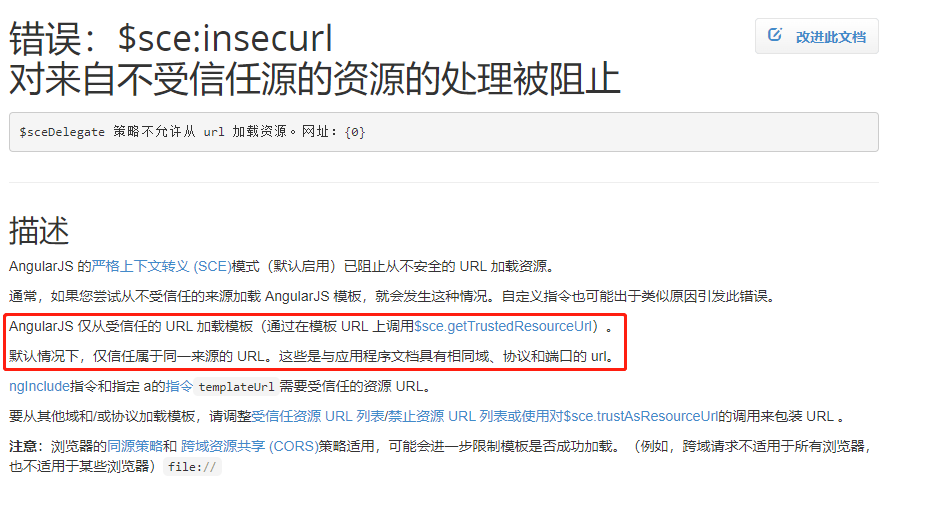 错误：$sce:insecurl
改进此文档
对来自不受信任源的资源的处理被阻止
$sceDelegate 策略不允许从 url 加载资源。网址：{0}
描述
AngularJS 的严格上下文转义 (SCE)模式（默认启用）已阻止从不安全的 URL 加载资源。
通常，如果您尝试从不受信任的来源加载 AngularJS 模板，就会发生这种情况。自定义指令也可能出于类似原因引发此错误。
AngularJS 仅从受信任的 URL 加载模板（通过在模板 URL 上调用$sce.getTrustedResourceUrl）。
默认情况下，仅信任属于同一来源的 URL。这些是与应用程序文档具有相同域、协议和端口的 url。
ngInclude指令和指定 a的指令 templateUrl 需要受信任的资源 URL。
要从其他域和/或协议加载模板，请调整受信任资源 URL 列表/禁止资源 URL 列表或使用对$sce.trustAsResourceUrl的调用来包装 URL 。
注意：浏览器的同源策略和 跨域资源共享 (CORS)策略适用，可能会进一步限制模板是否成功加载。（例如，跨域请求不适用于所有浏览器，
也不适用于某些浏览器）file://